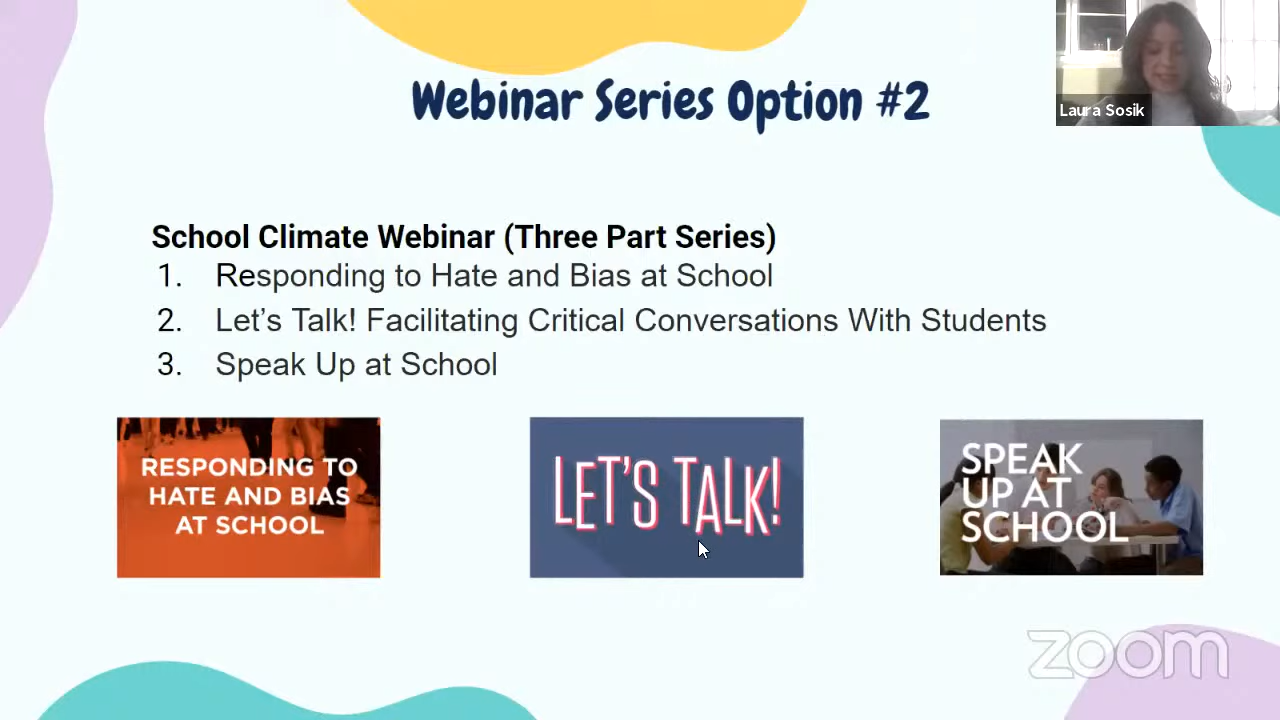 Webinar Series Option #2
Laura Sosik
School Climate Webinar (Three Part Series)
1. Responding to Hate and Bias at School
2. Let’s Talk! Facilitating Critical Conversations With Students
3. Speak Up at School
RESPONDING TO
HATE AND BIAS
AT SCHOOL
LET'S TALK!
SPEAK
UP AT
SCHOOL
zoom